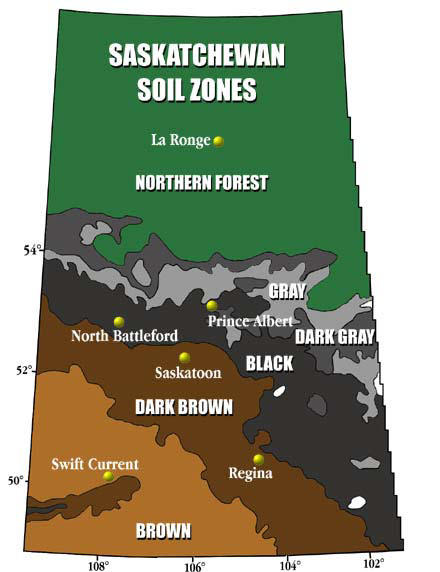 SASKATCHEWAN
SOIL ZONES
La Ronge
NORTHERN FOREST
54°
GRAY
Prince Albert
North Battleford
DARK GRAY
BLACK
52°
Saskatoon
DARK BROWN
Swift Current
Regina
50°
BROWN
108° 106° 104° 102°